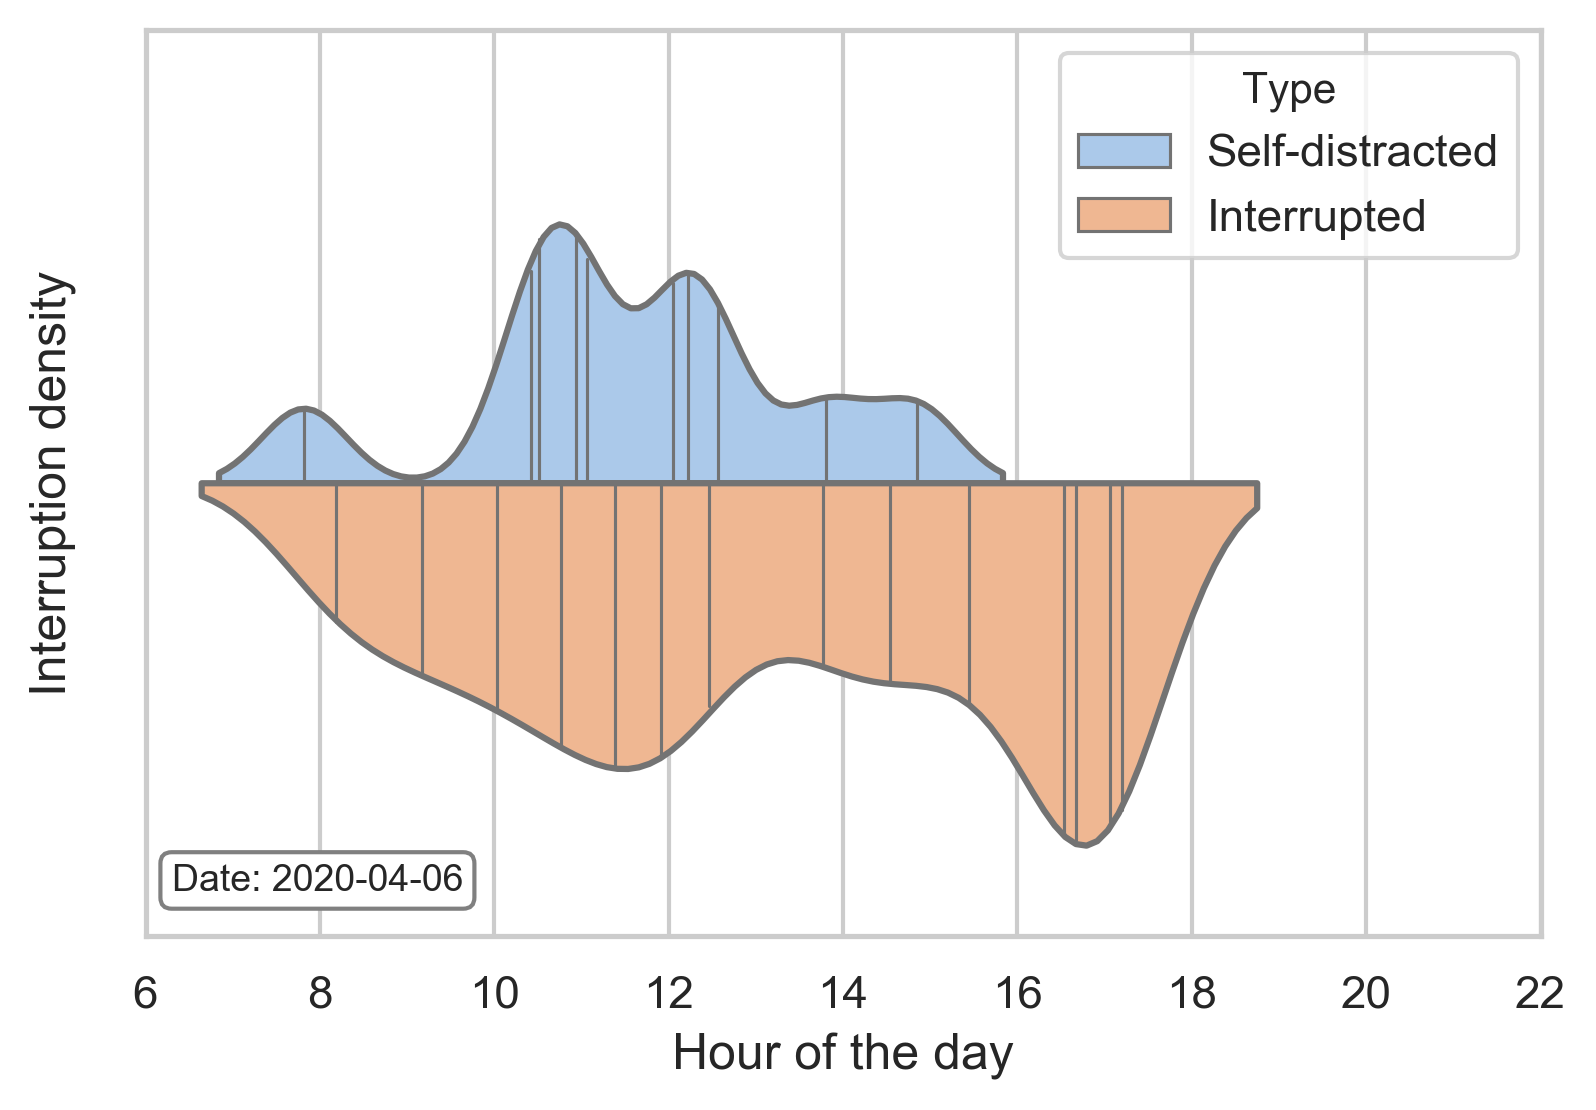 Type
Self-distracted
Interrupted
Interruption density
Date: 2020-04-06
6 8 10 12 14 16 18 20 22
Hour of the day